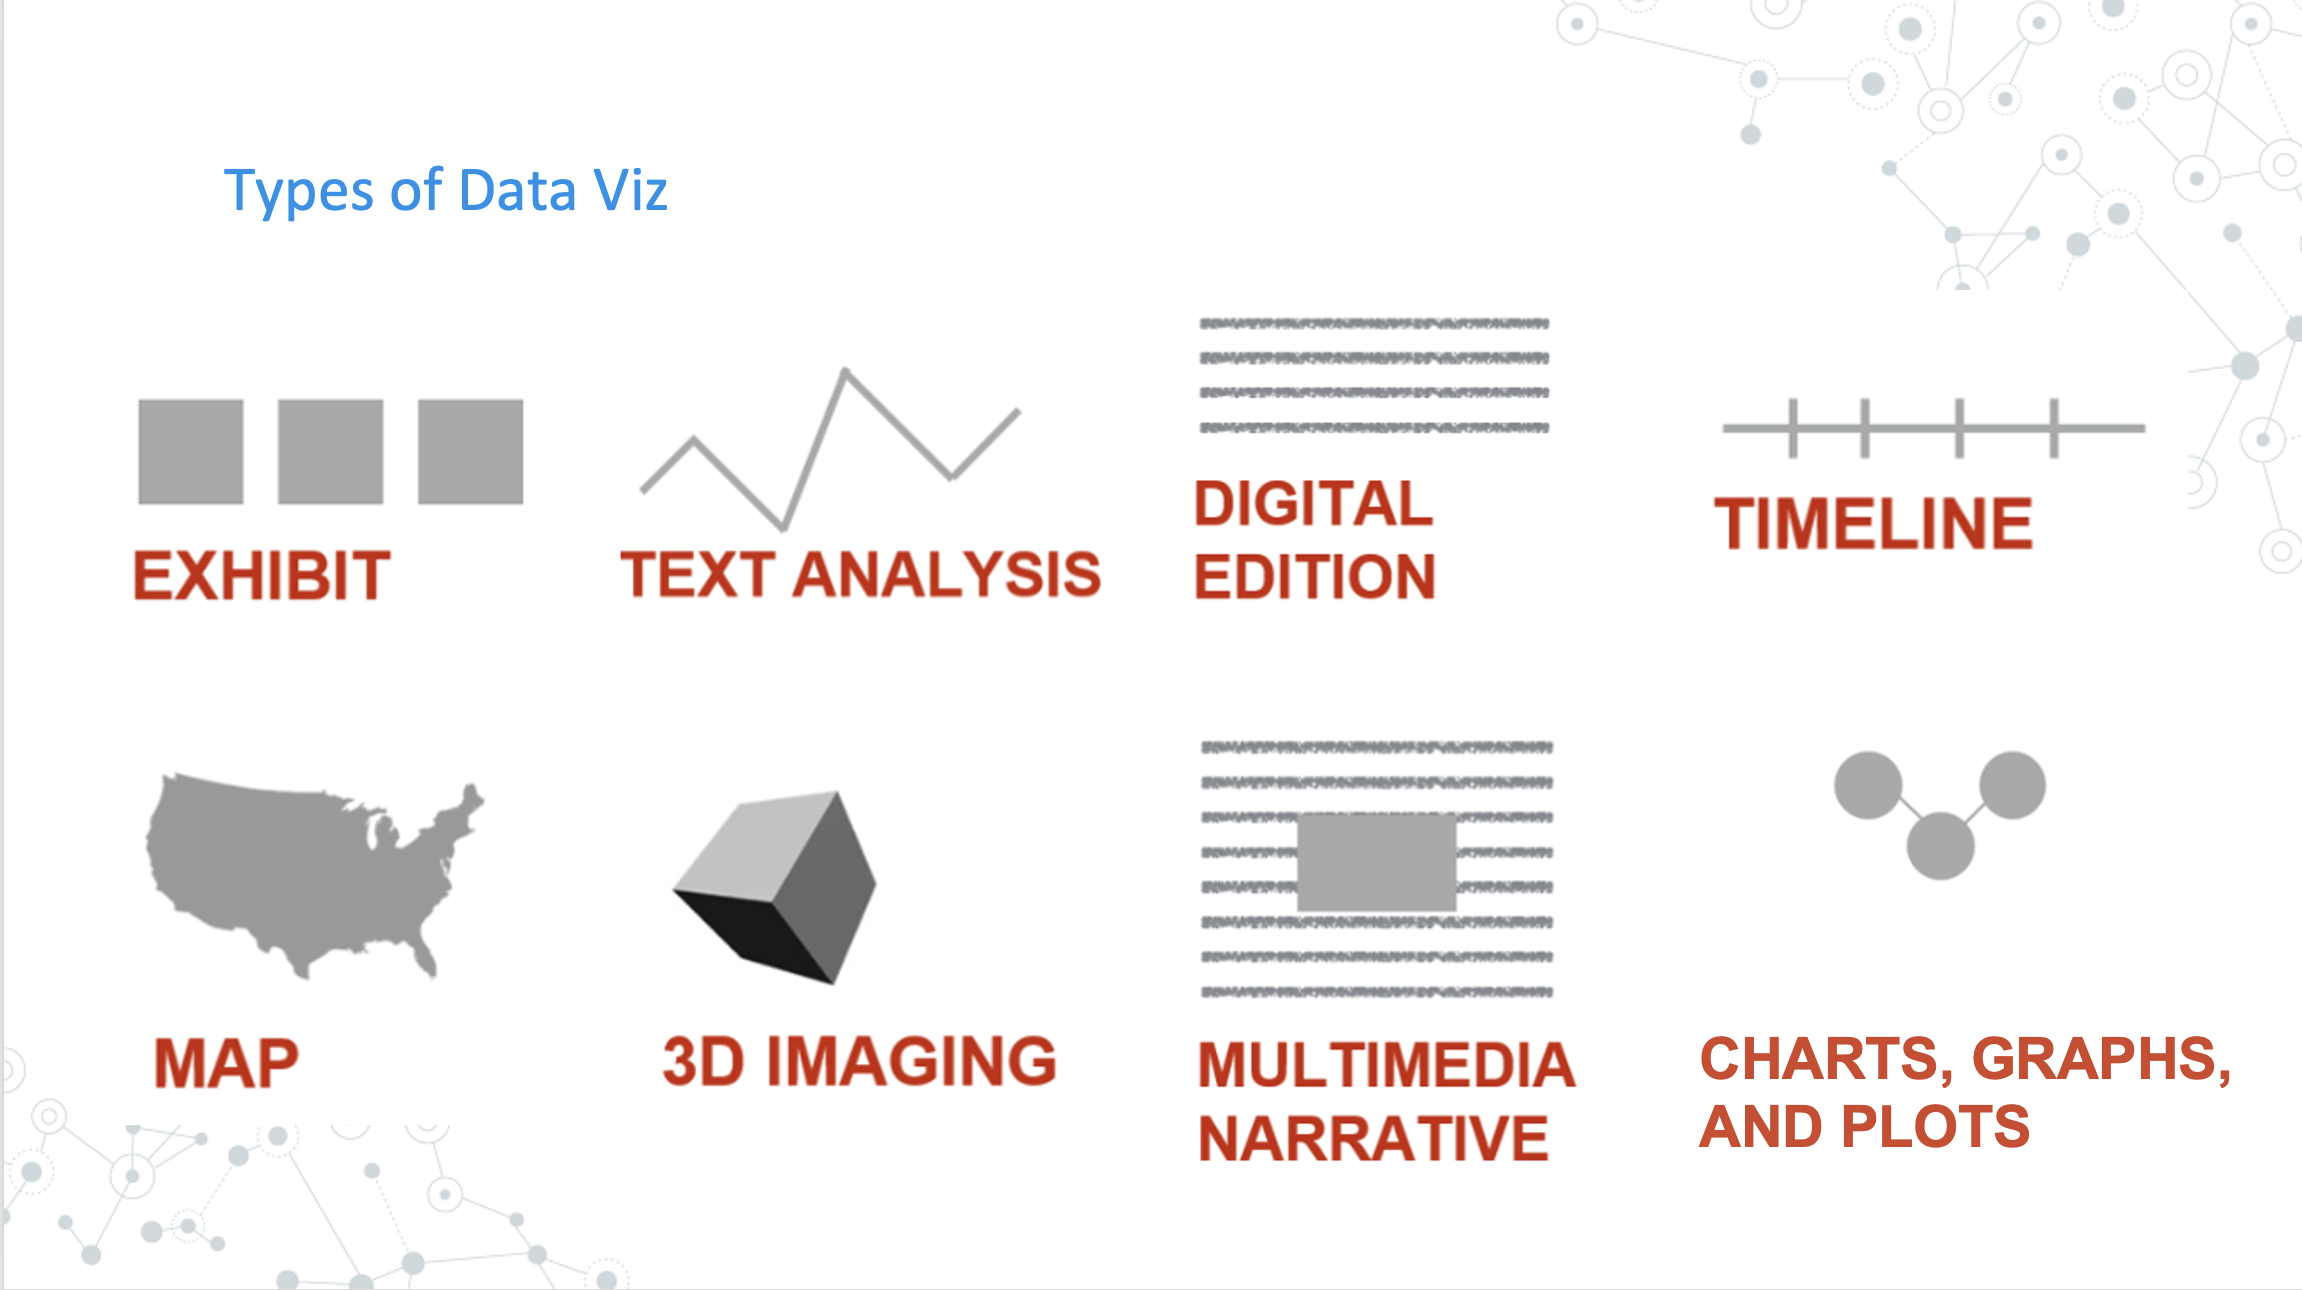 Types of Data Viz
EXHIBIT
TEXT ANALYSIS
DIGITAL
EDITION
TIMELINE
MAP
3D IMAGING
MULTIMEDIA
NARRATIVE
CHARTS, GRAPHS,
AND PLOTS